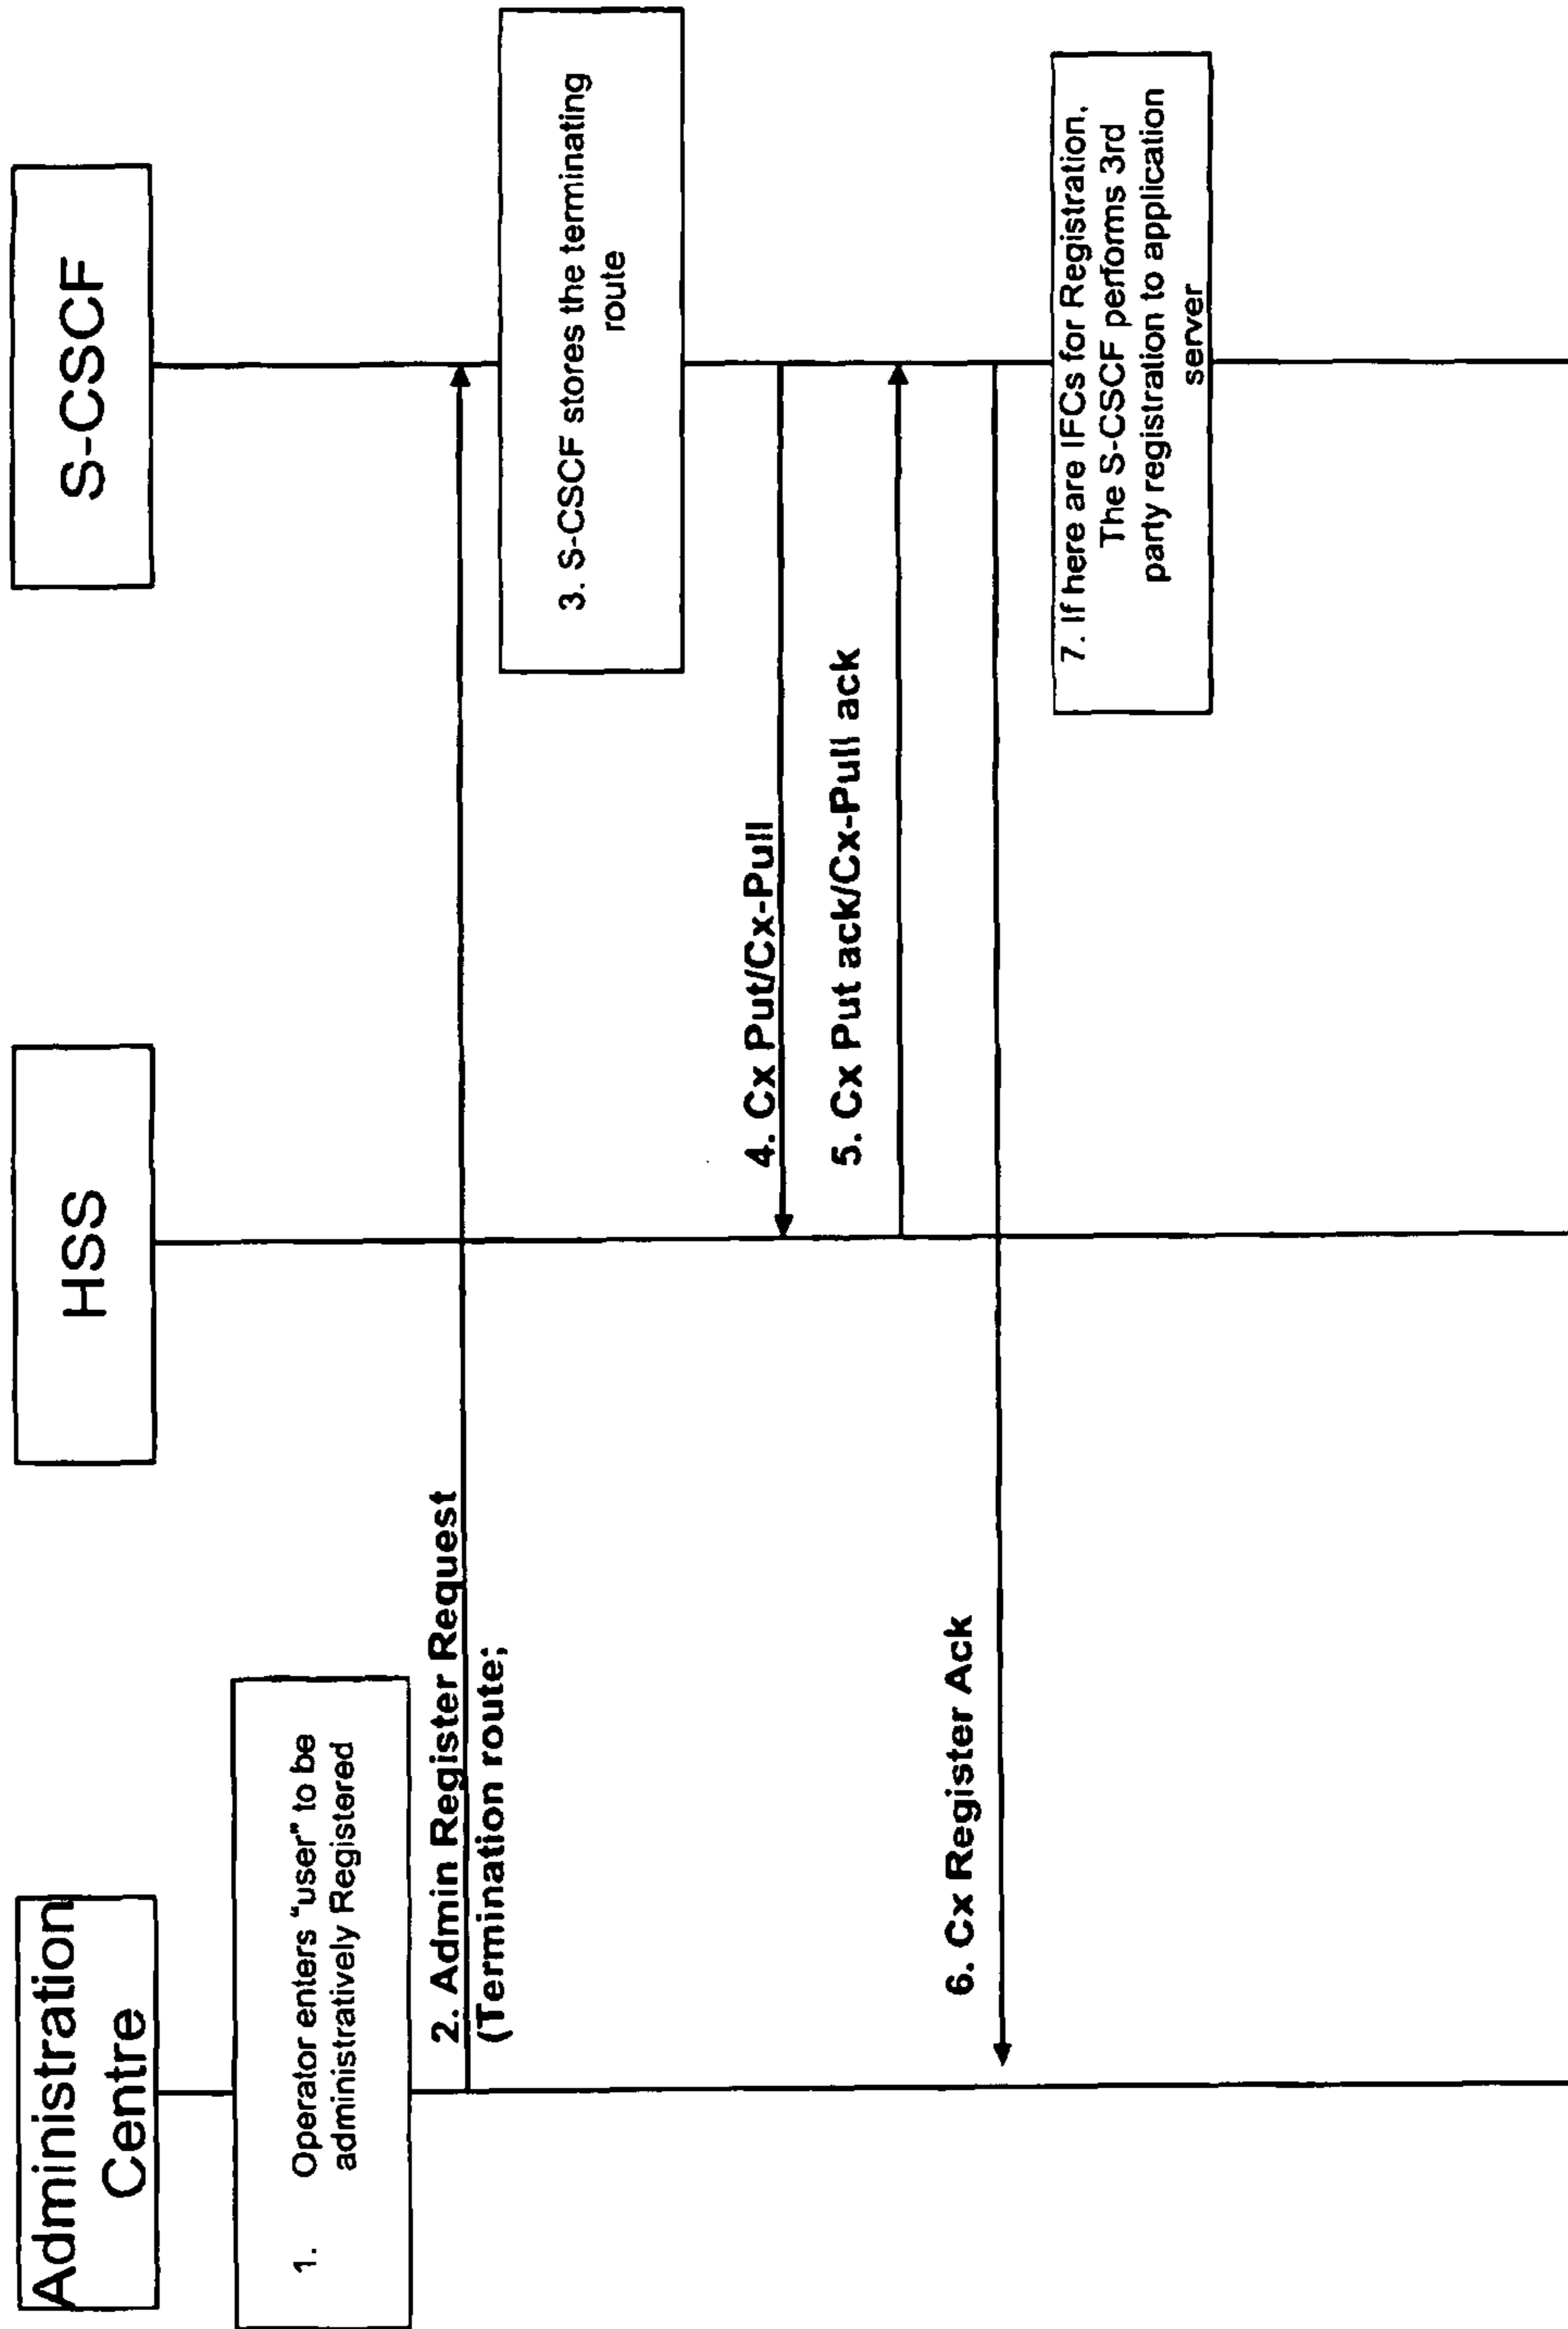 Administration
Centre
HSS
S-CSCF
1. Operator enters "user" to be
administratively Registered
2. Admin Register Request
(Termination route;
3. S-CSCF stores the terminating
route
4. Cx Put/Cx-Pull
5. Cx Put ack/Cx-Pull ack
6. Cx Register Ack
7. If here are IFCs for Registration.
The S-CSCF performs 3rd
party registration to application
server